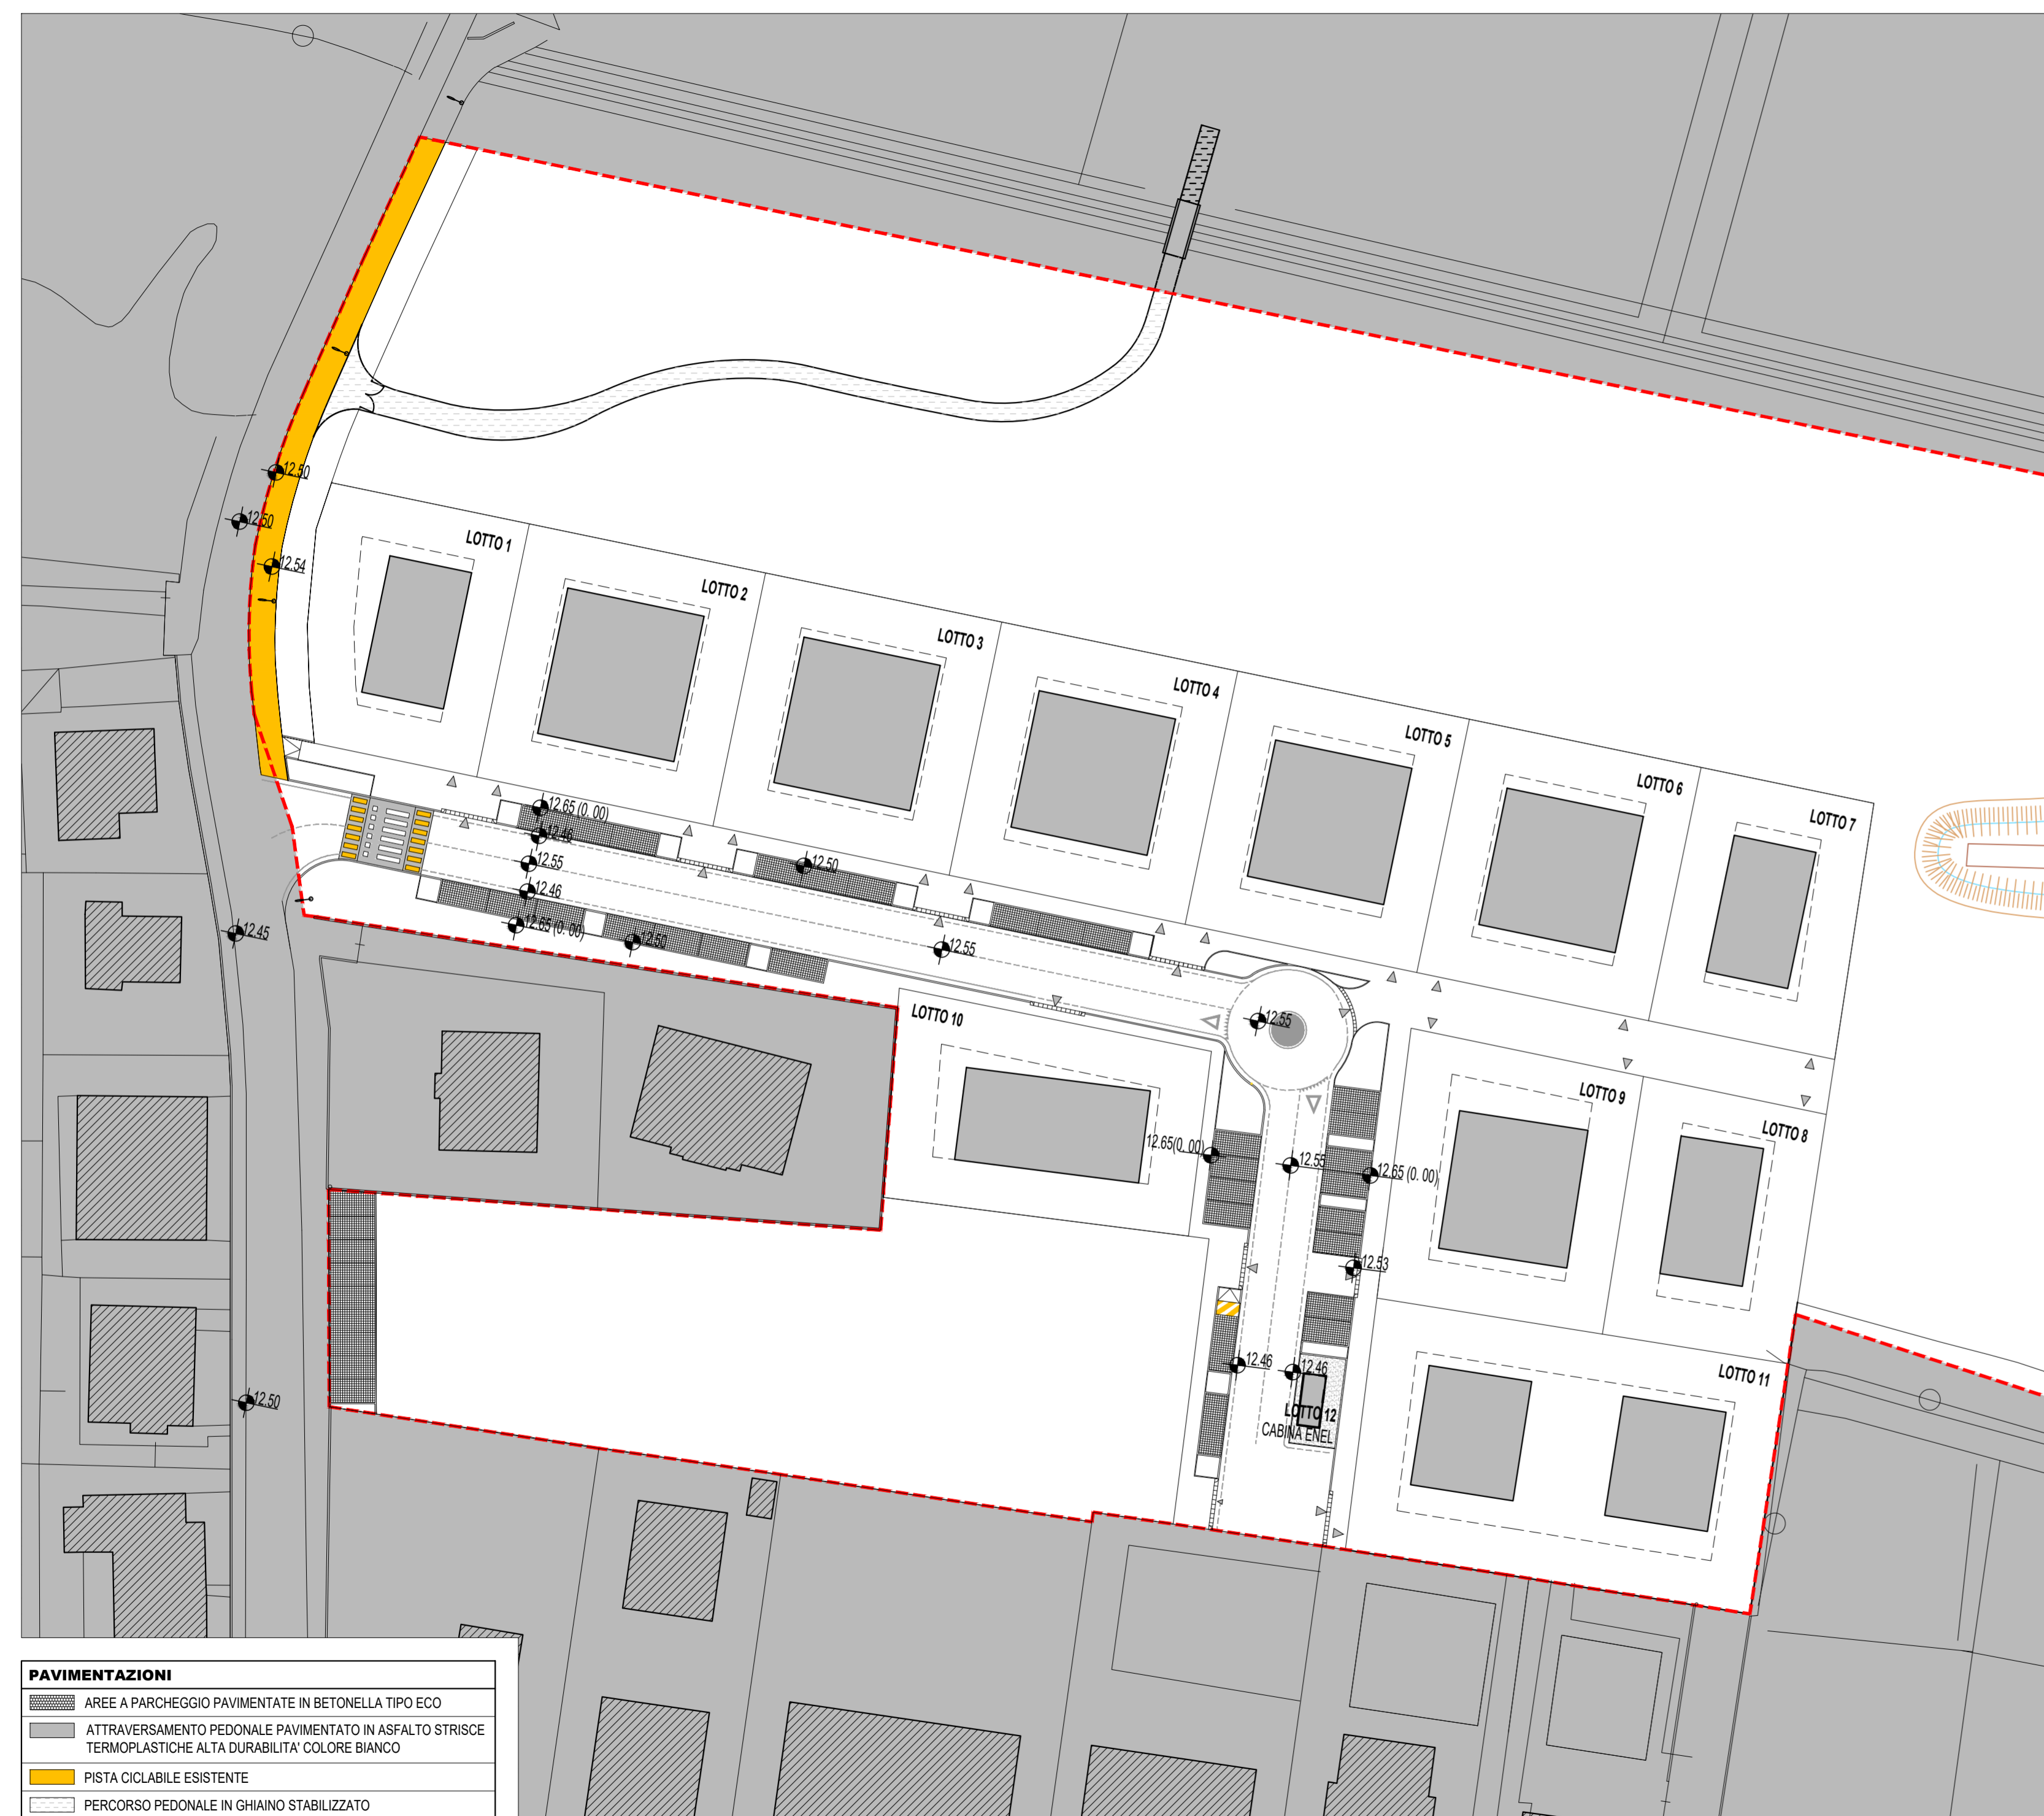 12.50
12.50
12.54
LOTTO 1
LOTTO 2
LOTTO 3
LOTTO 4
LOTTO 5
LOTTO 6
LOTTO 7
12.65 (0. 00)
12.46
12.55
12.46
12.65 (0. 00)
12.50
12.50
12.55
12.45
LOTTO 10
12.55
LOTTO 9
LOTTO 8
12.65(0. 00)
12.55
12.65 (0. 00)
12.53
12.46
12.46
LOTTO 11
LOTTO 12
CABINA ENEL
12.50
PAVIMENTAZIONI
AREE A PARCHEGGIO PAVIMENTATE IN BETONELLA TIPO ECO
ATTRAVERSAMENTO PEDONALE PAVIMENTATO IN ASFALTO STRISCE
TERMOPLASTICHE ALTA DURABILITA' COLORE BIANCO
PISTA CICLABILE ESISTENTE
PERCORSO PEDONALE IN GHIAINO STABILIZZATO